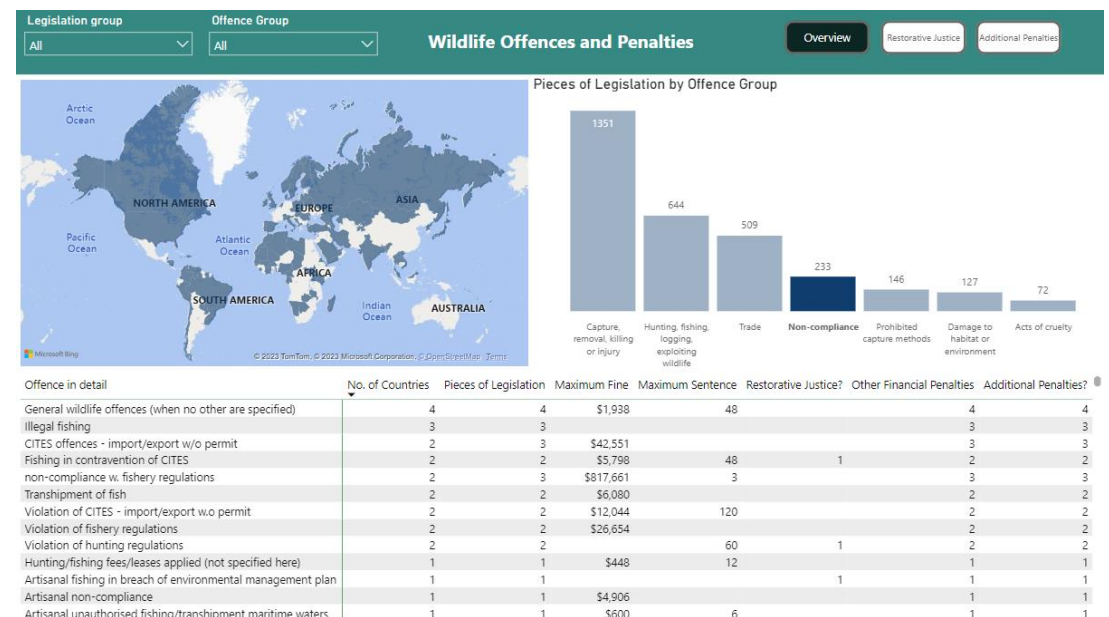 Legislation group
Offence Group
All
All
Wildlife Offences and Penalties
Overview
Restorative Justice
Additional Penalties
Arctic
Ocean
NORTH AMERICA
EUROPE
ASIA
Pacific
Ocean
Atlantic
Ocean
AFRICA
SOUTH AMERICA
Indian
Ocean
AUSTRALIA
Microsoft Bing
© 2023 TomTom, © 2023 Microsoft Corporation, © OpenStreetMap Terms
Pieces of Legislation by Offence Group
1351
644
509
233
146
127
72
Capture,
removal, killing
or injury
Hunting, fishing,
logging,
exploiting
wildlife
Trade
Non-compliance
Prohibited
capture methods
Damage to
habitat or
environment
Acts of cruelty
Offence in detail No. of Countries Pieces of Legislation Maximum Fine Maximum Sentence Restorative Justice? Other Financial Penalties Additional Penalties?
General wildlife offences (when no other are specified) 4 4 $1,938 48 4 4
Illegal fishing 3 3 3 3
CITES offences - import/export w/o permit 2 3 $42,551 3 3
Fishing in contravention of CITES 2 2 $5,798 48 1 2 2
non-compliance w. fishery regulations 2 3 $817,661 3 3 3
Transhipment of fish 2 2 $6,080 2 2
Violation of CITES - import/export w.o permit 2 2 $12,044 120 2 2
Violation of fishery regulations 2 2 $26,654 2 2
Violation of hunting regulations 2 2 60 1 2 2
Hunting/fishing fees/leases applied (not specified here) 1 1 $448 12 1 1
Artisanal fishing in breach of environmental management plan 1 1 1 1 1
Artisanal non-compliance 1 1 $4,906 1 1
Artisanal unauthorised fishing/transhipment maritime waters 1 1 $600 6 1 1